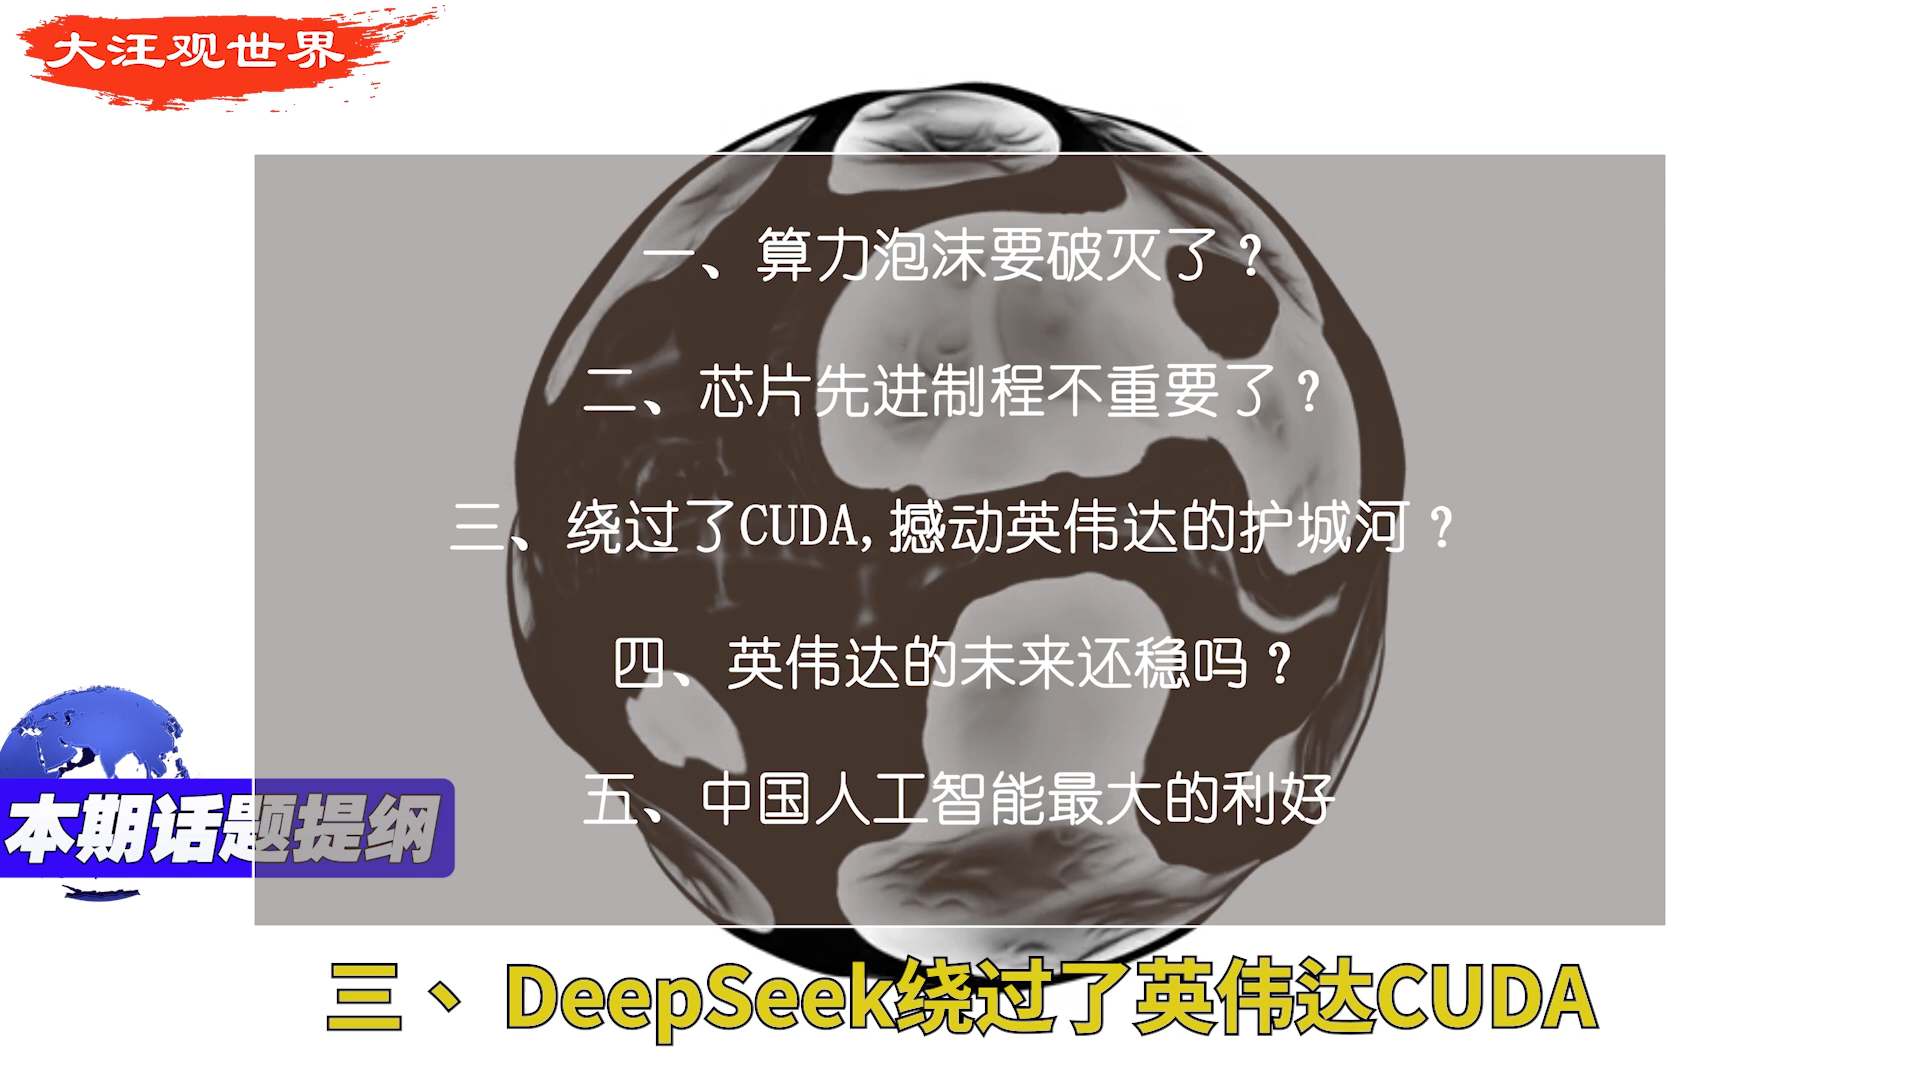 大汪观世界
一、算力泡沫要破灭了？
二、芯片先进制程不重要了？
三、绕过了CUDA,撼动英伟达的护城河？
四、英伟达的未来还稳吗？
五、中国人工智能最大的利好
本期话题提纲
三、DeepSeek绕过了英伟达CUDA